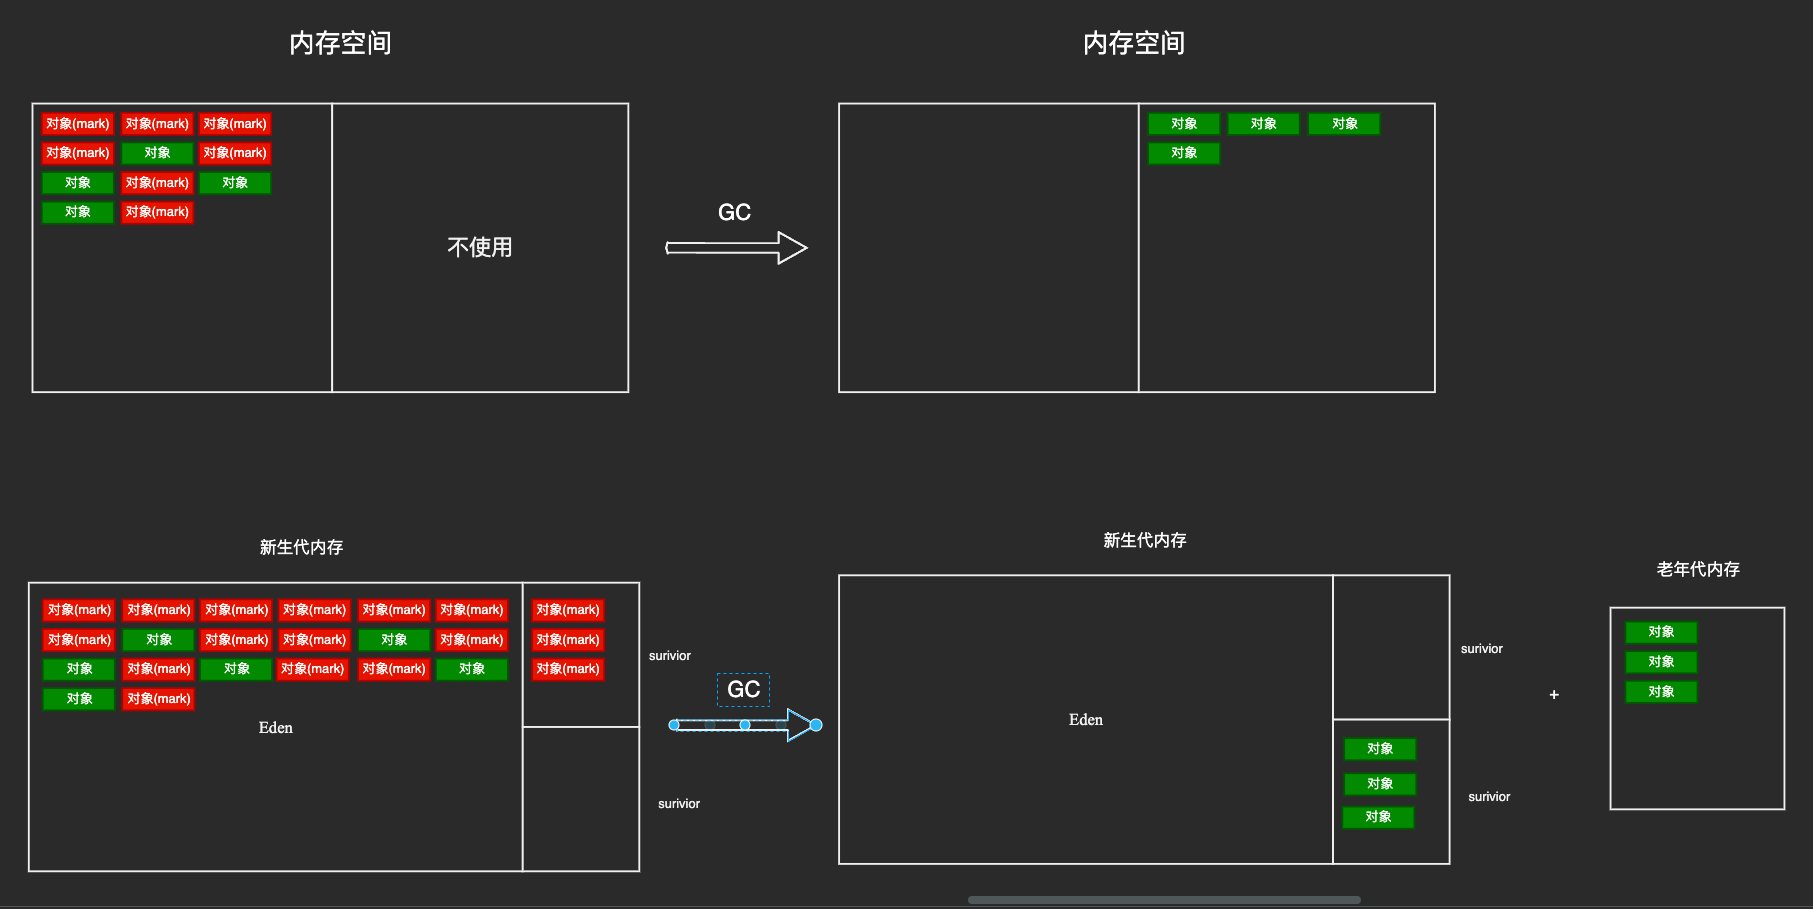 内存空间
内存空间
对象(mark) 对象(mark) 对象(mark)
对象(mark) 对象 对象(mark)
对象 对象(mark) 对象
对象 对象(mark)
不使用
GC
对象 对象 对象
对象
新生代内存
新生代内存
老年代内存
对象(mark) 对象(mark) 对象(mark) 对象(mark) 对象(mark) 对象(mark)
对象(mark) 对象 对象(mark) 对象(mark) 对象 对象(mark)
对象 对象(mark) 对象 对象(mark) 对象(mark) 对象
对象 对象(mark)
Eden
对象(mark)
对象(mark)
对象(mark)
surivior
surivior
GC
Eden
surivior
对象
对象
对象
surivior
+
对象
对象
对象